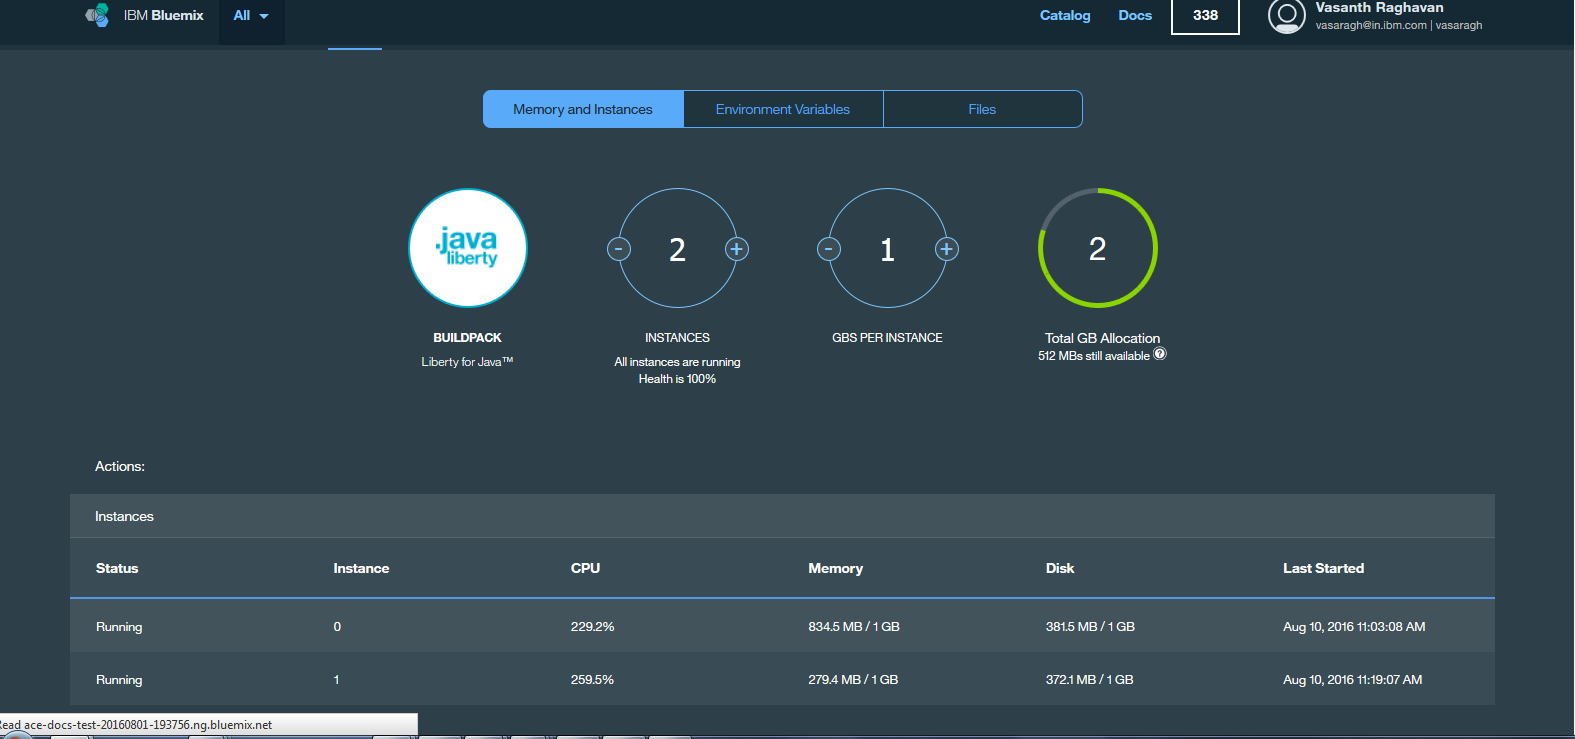 IBM Bluemix All Catalog Docs 338 Vasanth Raghavan
vasaragh@in.ibm.com | vasaragh
Memory and Instances Environment Variables Files
.java
liberty
- 2 +
- 1 +
2
BUILDPACK
Liberty for Java™
INSTANCES
All instances are running
Health is 100%
GBS PER INSTANCE
Total GB Allocation
512 MBs still available ?
Actions:
Instances
Status Instance CPU Memory Disk Last Started
Running 0 229.2% 834.5 MB / 1 GB 381.5 MB / 1 GB Aug 10, 2016 11:03:08 AM
Running 1 259.5% 279.4 MB / 1 GB 372.1 MB / 1 GB Aug 10, 2016 11:19:07 AM
Read ace-docs-test-20160801-193756.ng.bluemix.net